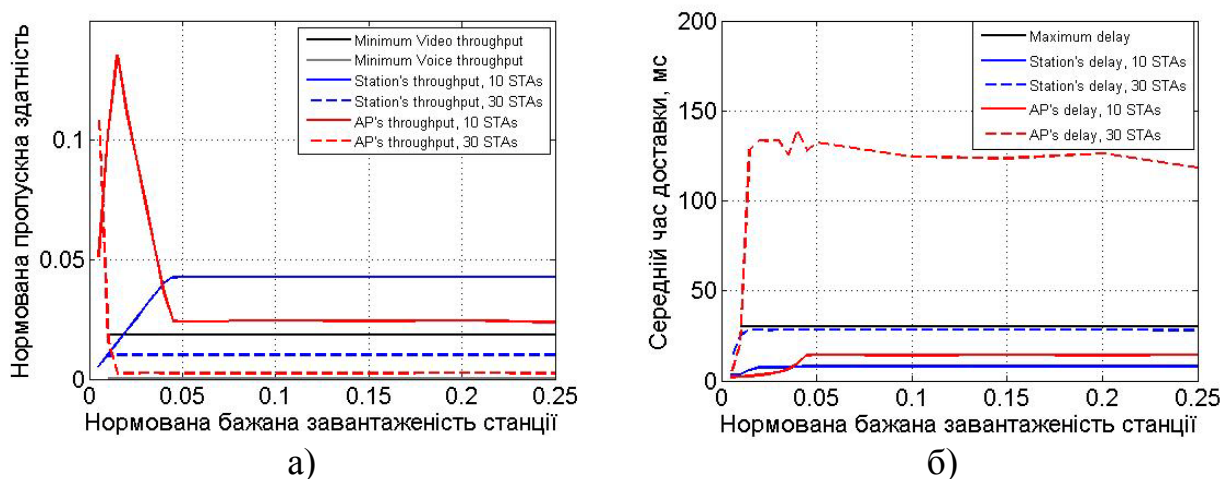 Нормована пропускна здатність
0.1
0.05
0
Minimum Video throughput
Minimum Voice throughput
Station's throughput, 10 STAs
Station's throughput, 30 STAs
AP's throughput, 10 STAs
AP's throughput, 30 STAs
0 0.05 0.1 0.15 0.2 0.25
Нормована бажана завантаженість станції
а)
Середній час доставки, мс
200
150
100
50
0
Maximum delay
Station's delay, 10 STAs
Station's delay, 30 STAs
AP's delay, 10 STAs
AP's delay, 30 STAs
0 0.05 0.1 0.15 0.2 0.25
Нормована бажана завантаженість станції
б)